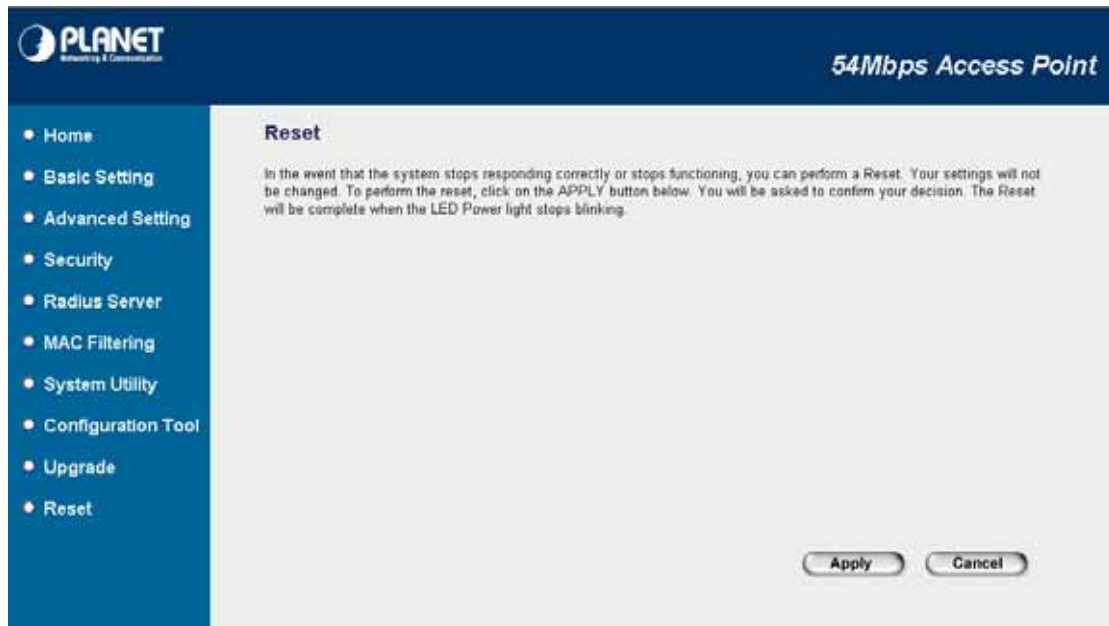 PLANET
Networking & Communication
54Mbps Access Point
Home
Basic Setting
Advanced Setting
Security
Radius Server
MAC Filtering
System Utility
Configuration Tool
Upgrade
Reset
Reset
In the event that the system stops responding correctly or stops functioning, you can perform a Reset. Your settings will not
be changed. To perform the reset, click on the APPLY button below. You will be asked to confirm your decision. The Reset
will be complete when the LED Power light stops blinking.
Apply
Cancel